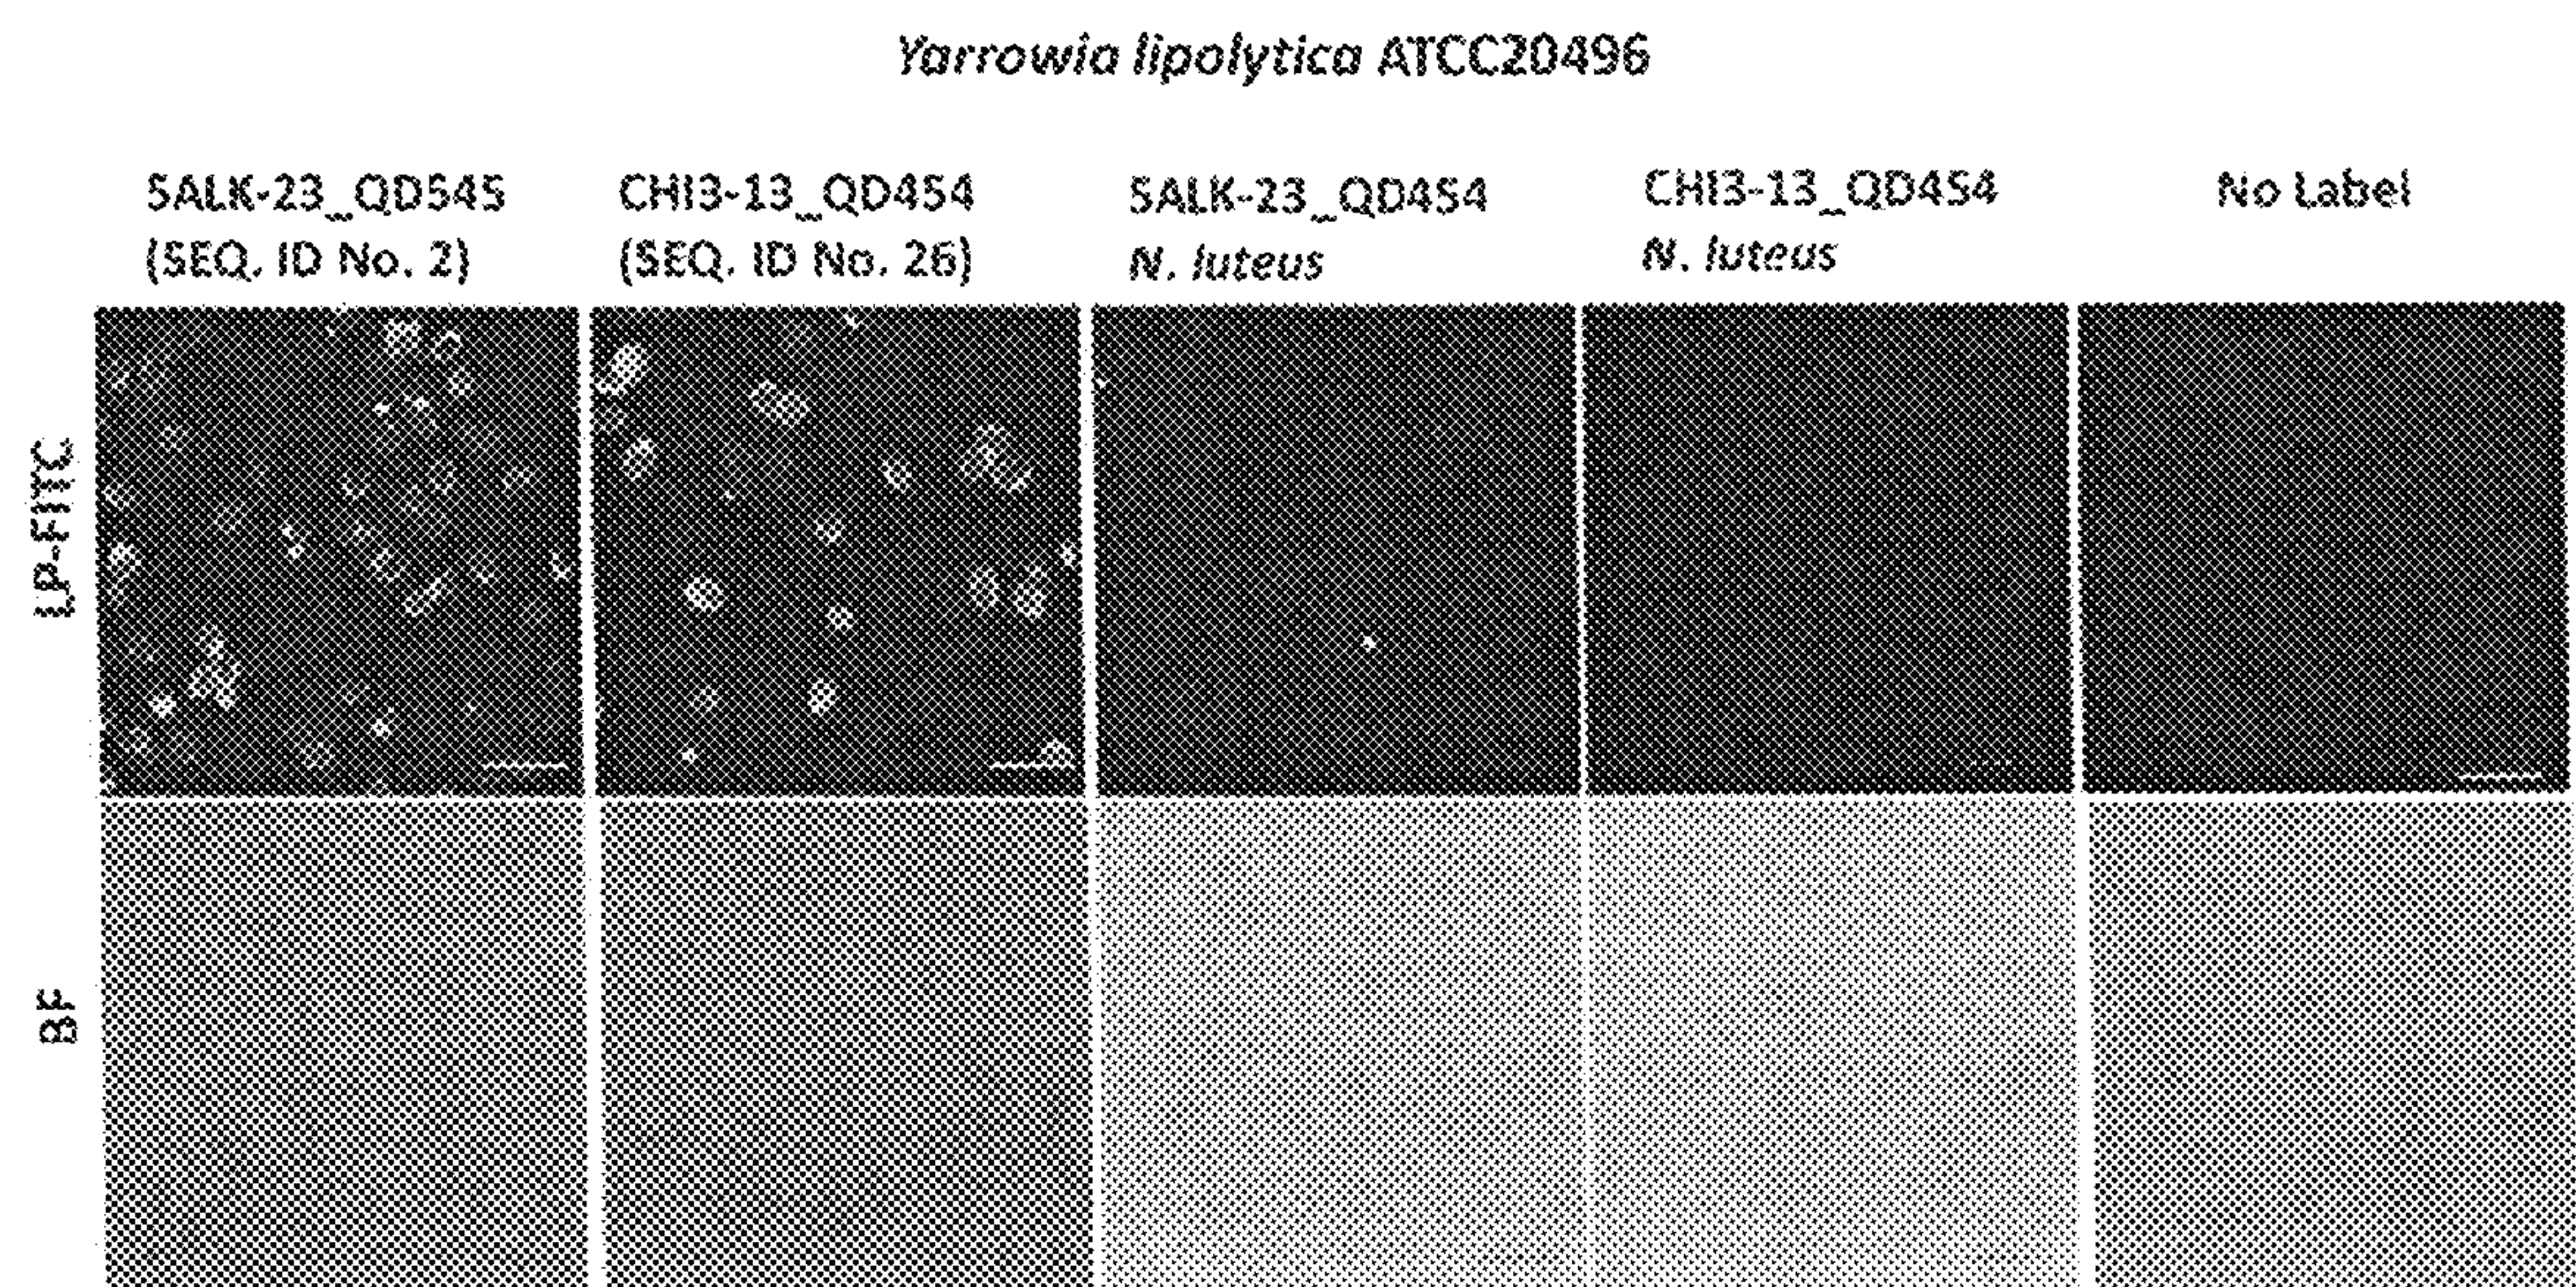 Yarrowia lipolytica ATCC20496
SALK-23_QD545
(SEQ. ID No. 2)
CHI3-13_QD454
(SEQ. ID No. 26)
SALK-23_QD454
N. luteus
CHI3-13_QD454
N. luteus
No Label
LP-FITC
BF